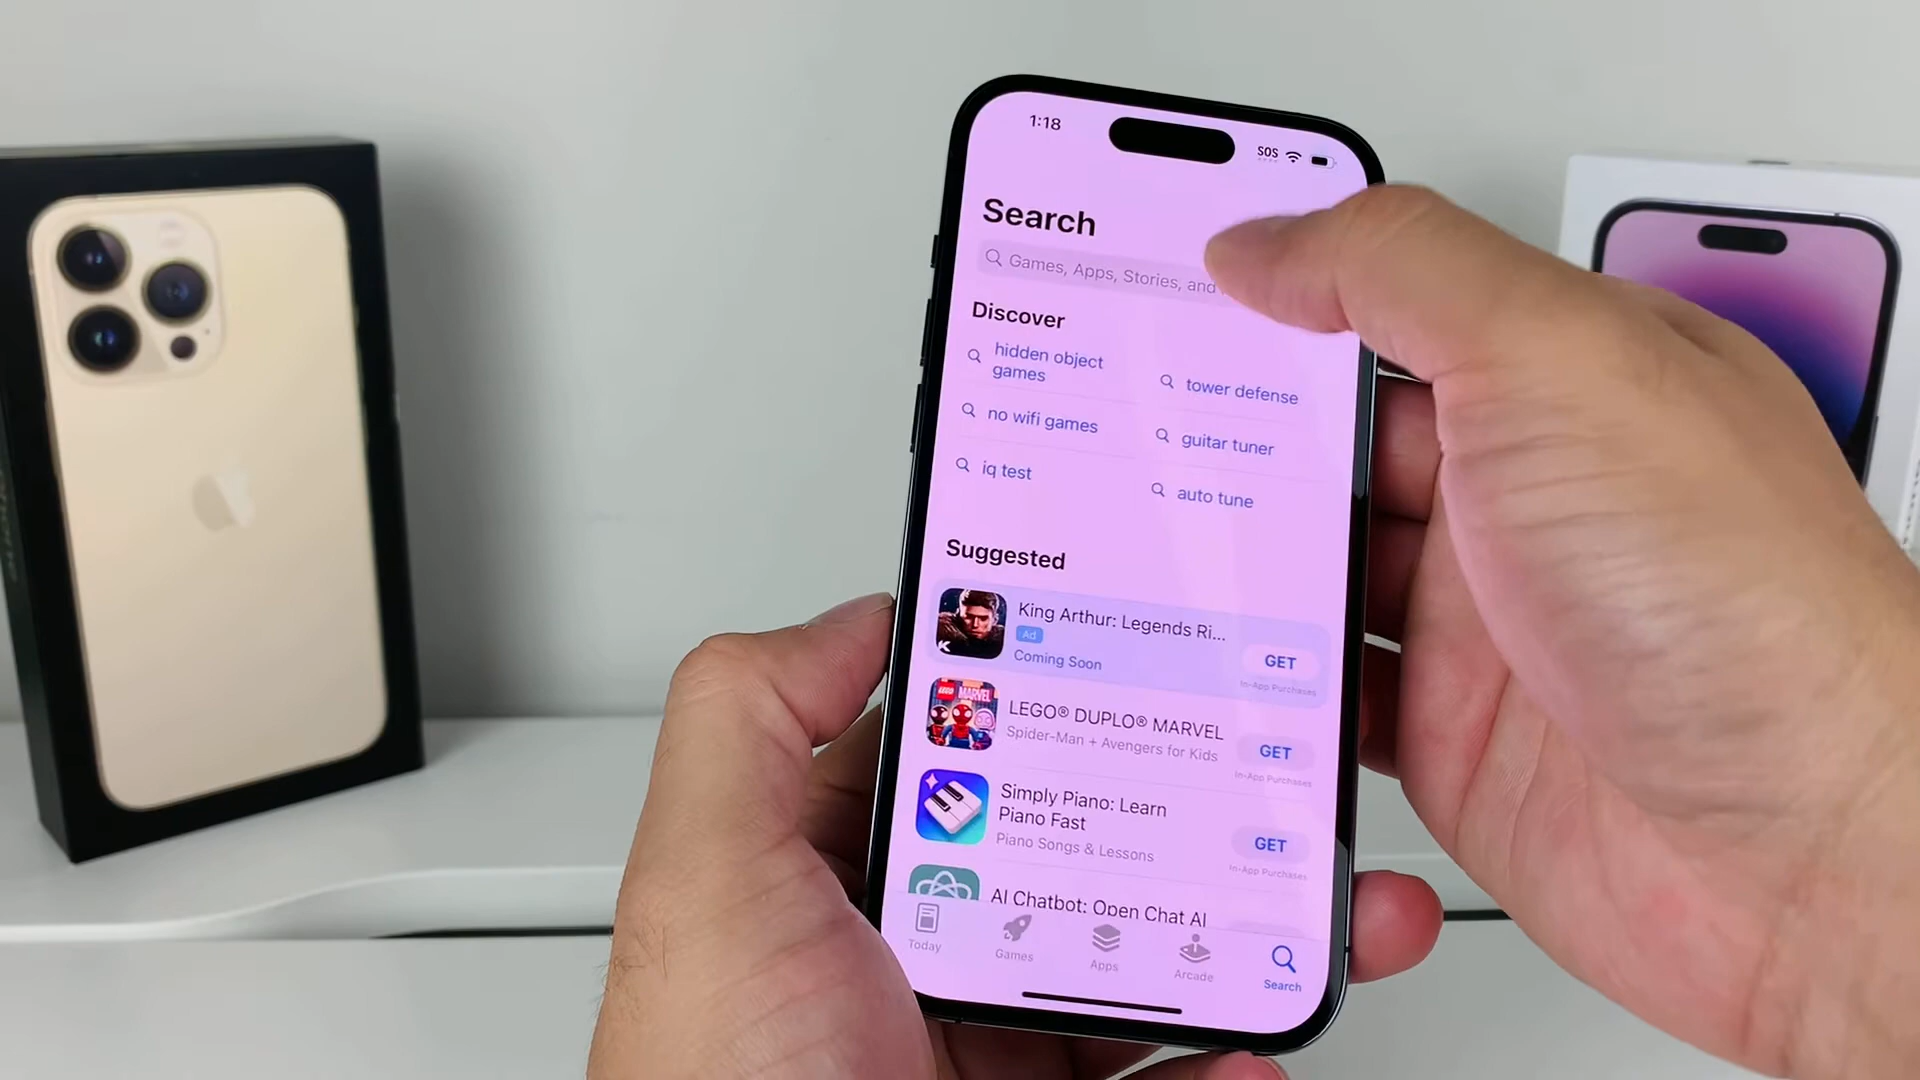 1:18
SOS
Search
Games, Apps, Stories, and
Discover
hidden object
games
tower defense
no wifi games
guitar tuner
iq test
auto tune
Suggested
King Arthur: Legends Ri...
Ad
Coming Soon
GET
In-App Purchases
LEGO MARVEL
LEGO® DUPLO® MARVEL
Spider-Man + Avengers for Kids
GET
In-App Purchases
Simply Piano: Learn
Piano Fast
Piano Songs & Lessons
GET
In-App Purchases
AI Chatbot: Open Chat AI
Today
Games
Apps
Arcade
Search